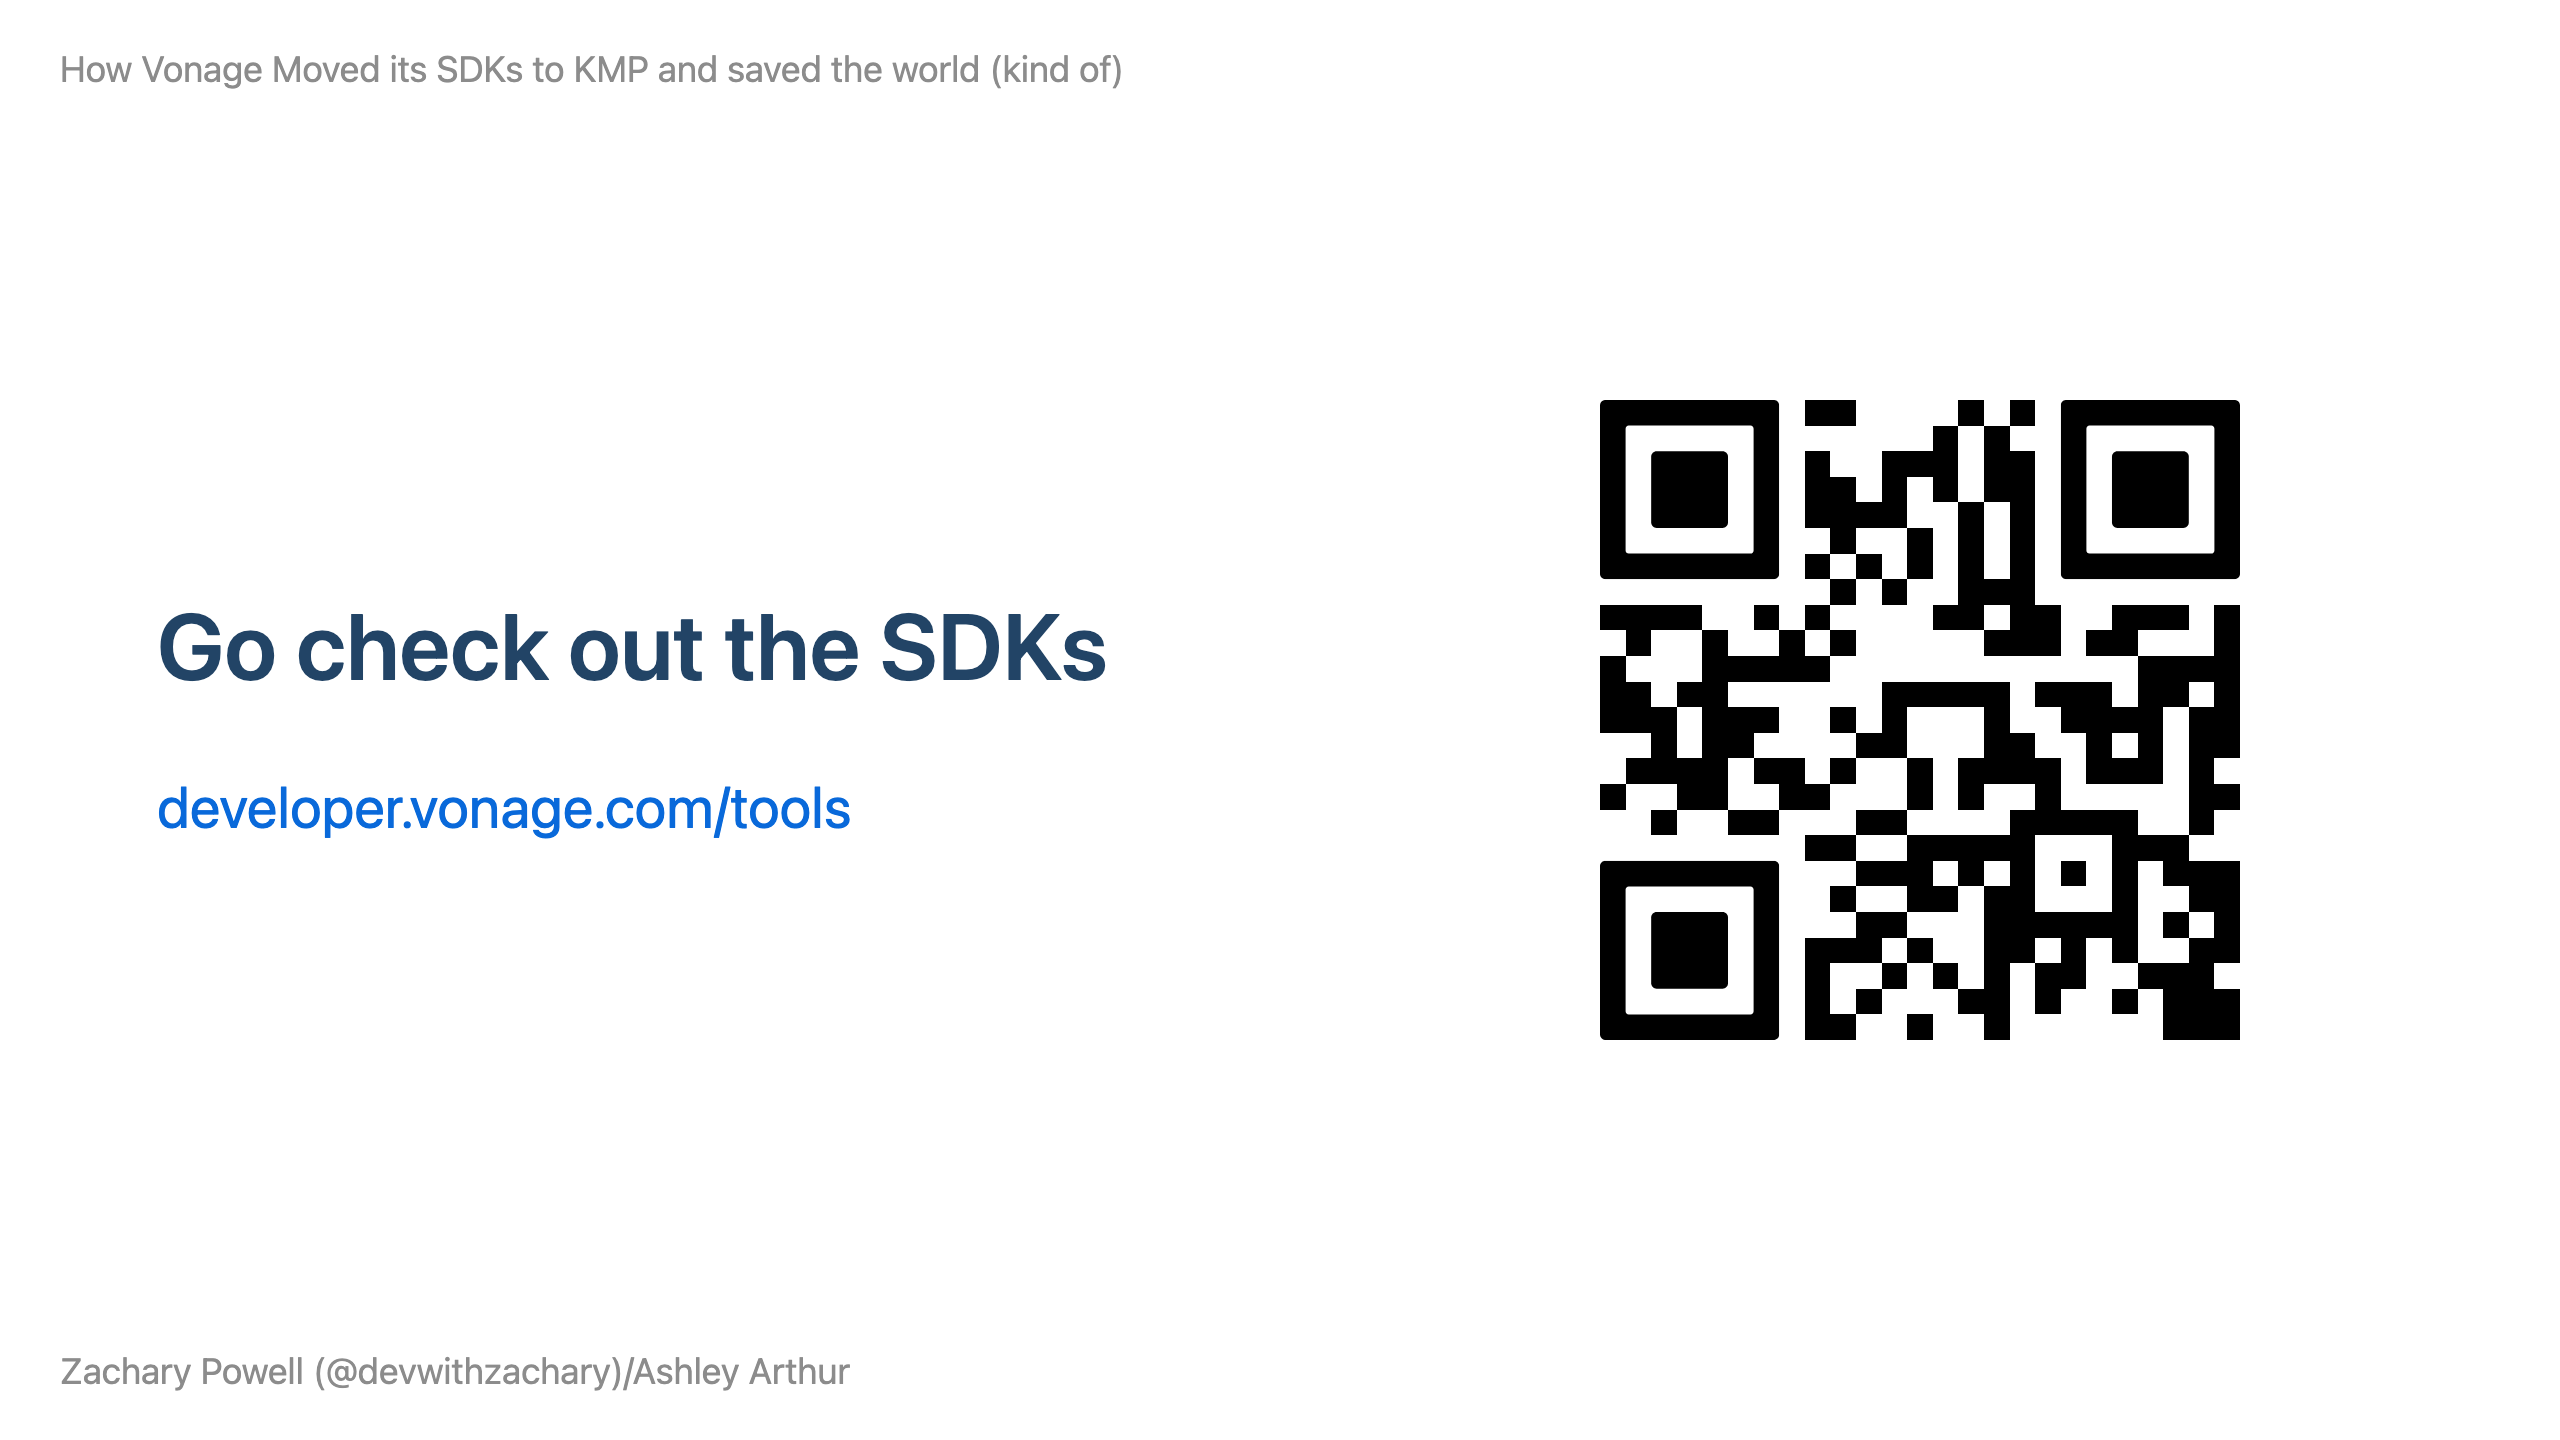 How Vonage Moved its SDKs to KMP and saved the world (kind of)
Go check out the SDKs
developer.vonage.com/tools
Zachary Powell (@devwithzachary)/Ashley Arthur